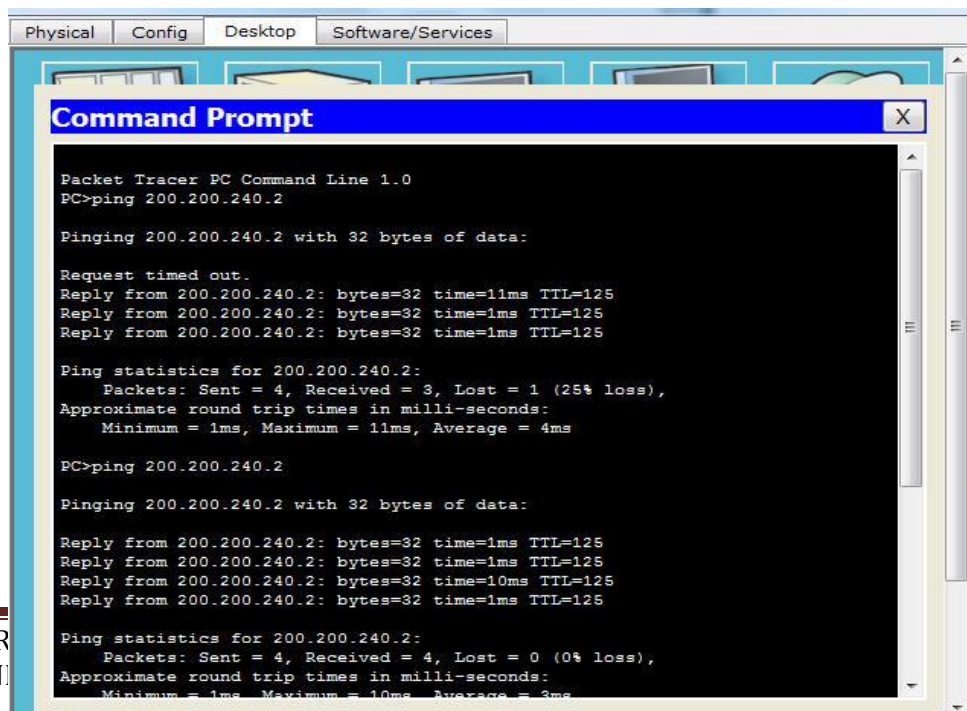 Physical Config Desktop Software/Services
Command Prompt X
Packet Tracer PC Command Line 1.0
PC>ping 200.200.240.2
Pinging 200.200.240.2 with 32 bytes of data:
Request timed out.
Reply from 200.200.240.2: bytes=32 time=11ms TTL=125
Reply from 200.200.240.2: bytes=32 time=1ms TTL=125
Reply from 200.200.240.2: bytes=32 time=1ms TTL=125
Ping statistics for 200.200.240.2:
Packets: Sent = 4, Received = 3, Lost = 1 (25% loss),
Approximate round trip times in milli-seconds:
Minimum = 1ms, Maximum = 11ms, Average = 4ms
PC>ping 200.200.240.2
Pinging 200.200.240.2 with 32 bytes of data:
Reply from 200.200.240.2: bytes=32 time=1ms TTL=125
Reply from 200.200.240.2: bytes=32 time=1ms TTL=125
Reply from 200.200.240.2: bytes=32 time=10ms TTL=125
Reply from 200.200.240.2: bytes=32 time=1ms TTL=125
Ping statistics for 200.200.240.2:
Packets: Sent = 4, Received = 4, Lost = 0 (0% loss),
Approximate round trip times in milli-seconds:
Minimum = 1ms, Maximum = 10ms, Average = 3ms